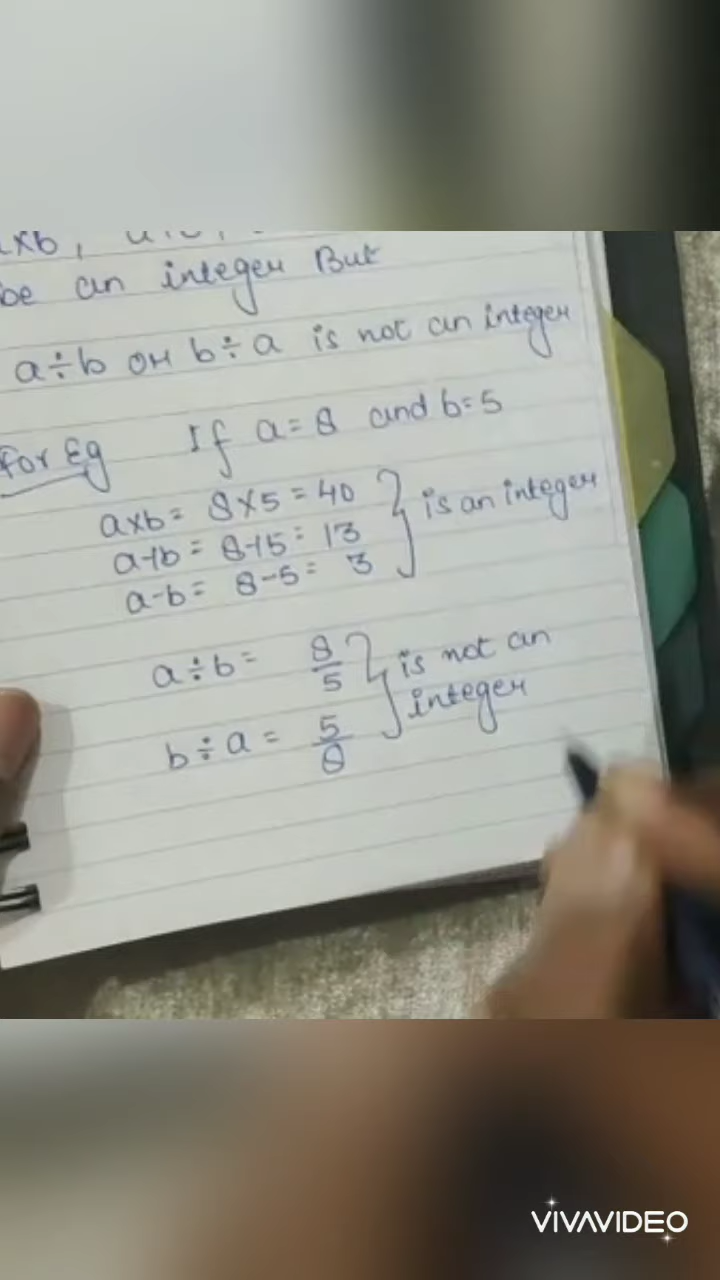 be an integer But
a÷b or b÷a is not an integer
For Eg If a=8 and b=5
a×b= 8×5=40
a+b = 8+5= 13 is an integer
a-b= 8-5= 3
a÷b= 8/5 is not an
integer
b÷a= 5/8
VIVAVIDEO